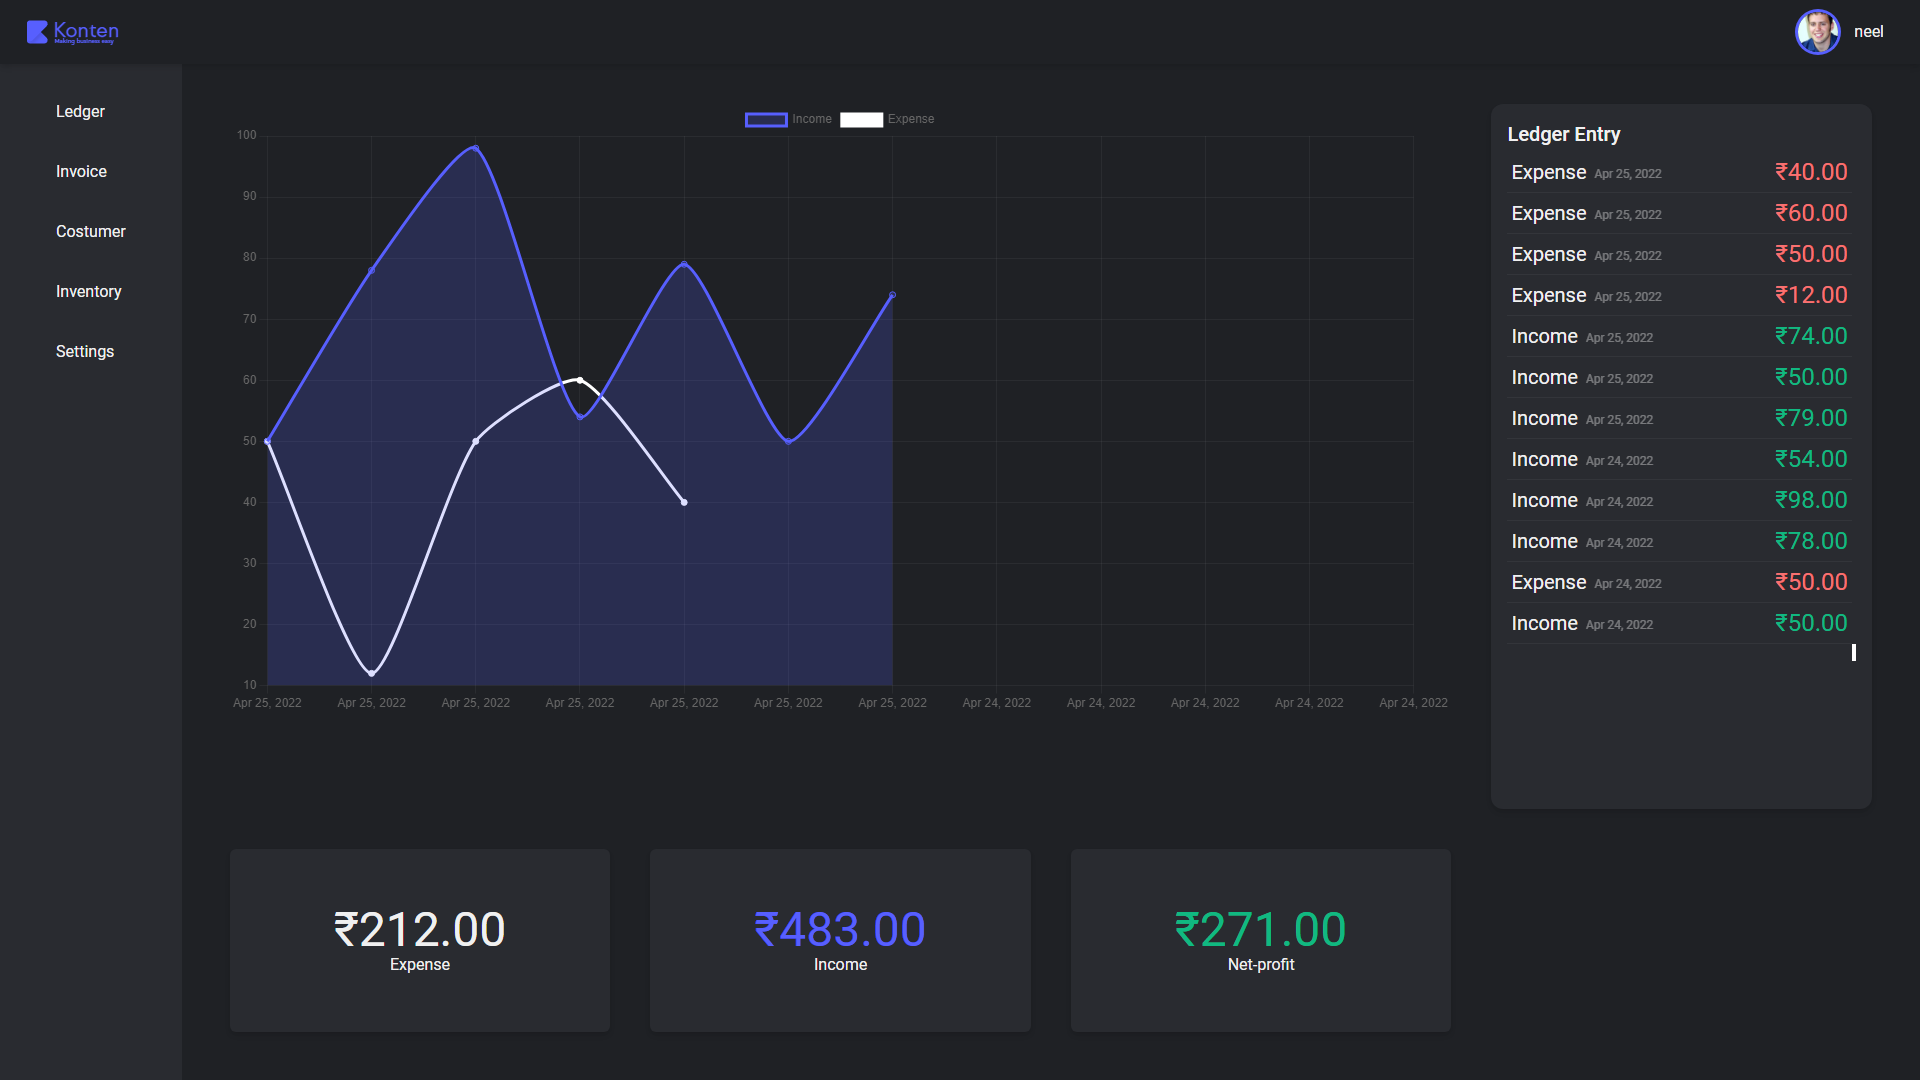 Konten
Making business easy
neel
Ledger
Invoice
Costumer
Inventory
Settings
Income Expense
100
90
80
70
60
50
40
30
20
10
Apr 25, 2022 Apr 25, 2022 Apr 25, 2022 Apr 25, 2022 Apr 25, 2022 Apr 25, 2022 Apr 25, 2022 Apr 24, 2022 Apr 24, 2022 Apr 24, 2022 Apr 24, 2022 Apr 24, 2022
Ledger Entry
Expense Apr 25, 2022 ₹40.00
Expense Apr 25, 2022 ₹60.00
Expense Apr 25, 2022 ₹50.00
Expense Apr 25, 2022 ₹12.00
Income Apr 25, 2022 ₹74.00
Income Apr 25, 2022 ₹50.00
Income Apr 25, 2022 ₹79.00
Income Apr 24, 2022 ₹54.00
Income Apr 24, 2022 ₹98.00
Income Apr 24, 2022 ₹78.00
Expense Apr 24, 2022 ₹50.00
Income Apr 24, 2022 ₹50.00
₹212.00
Expense
₹483.00
Income
₹271.00
Net-profit